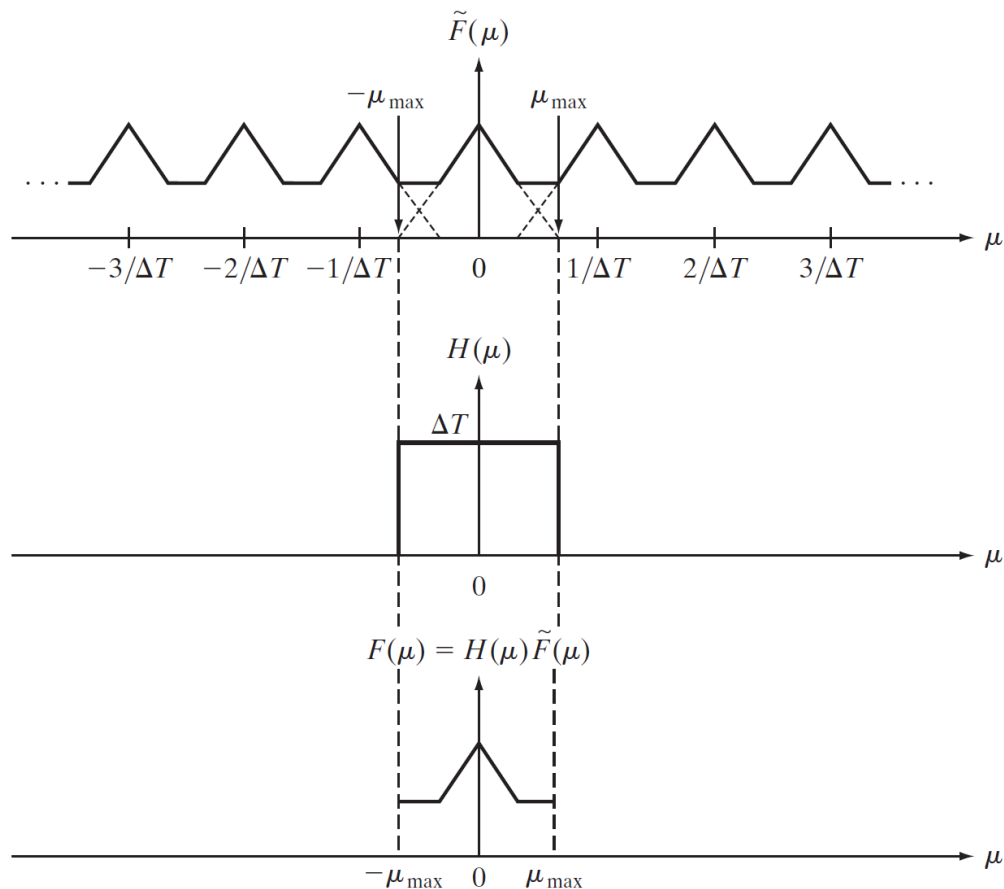 F̃(μ)
−μmax μmax
. . . . . .
−3/ΔT −2/ΔT −1/ΔT 0 1/ΔT 2/ΔT 3/ΔT μ
H(μ)
ΔT
0 μ
F(μ) = H(μ)F̃(μ)
−μmax 0 μmax μ